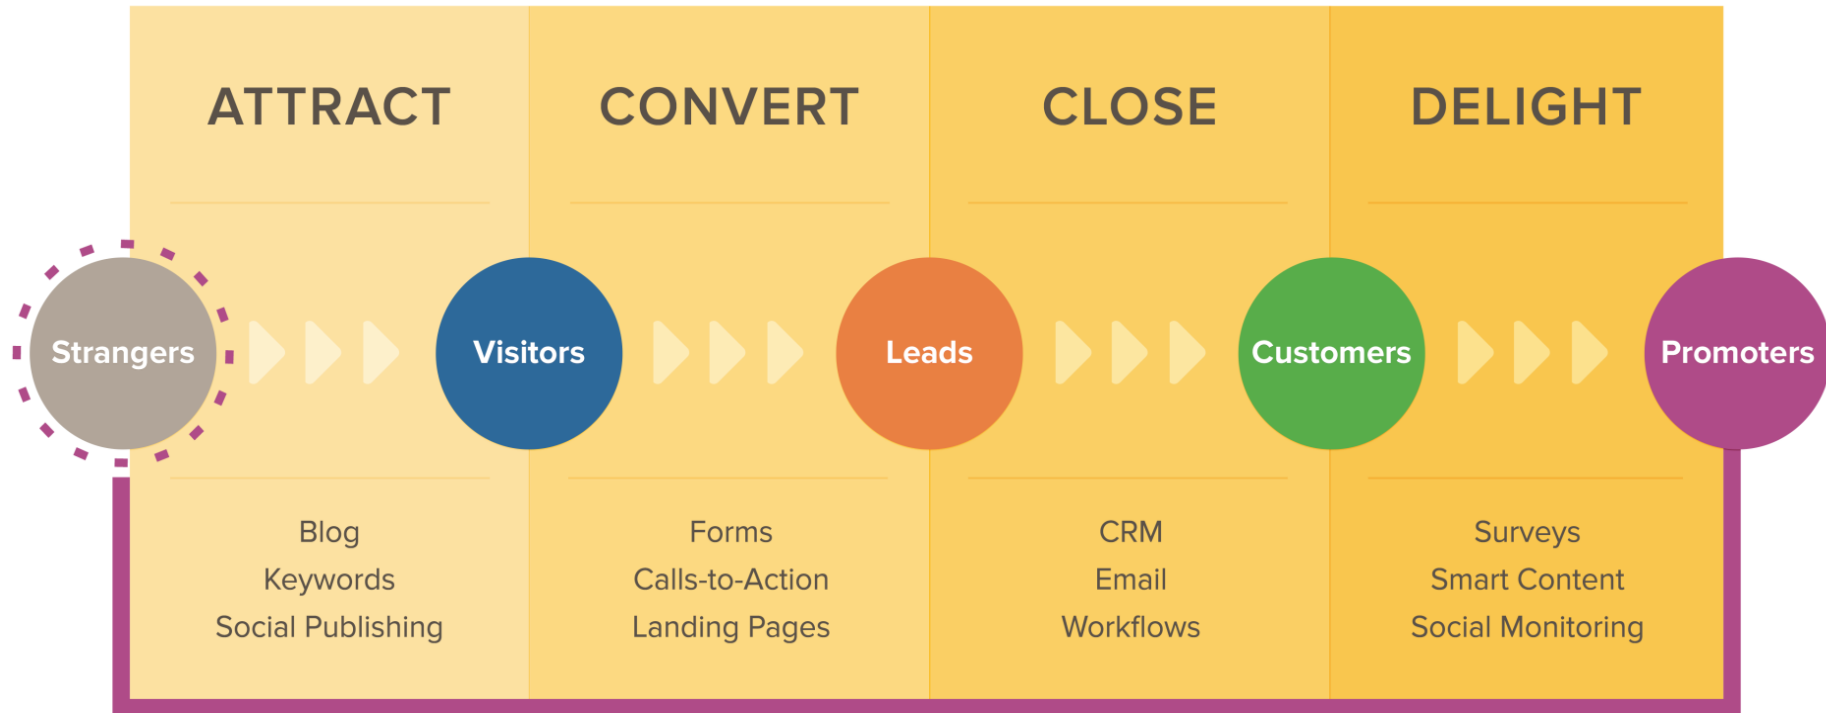 ATTRACT
CONVERT
CLOSE
DELIGHT
Strangers
Visitors
Leads
Customers
Promoters
Blog
Keywords
Social Publishing
Forms
Calls-to-Action
Landing Pages
CRM
Email
Workflows
Surveys
Smart Content
Social Monitoring